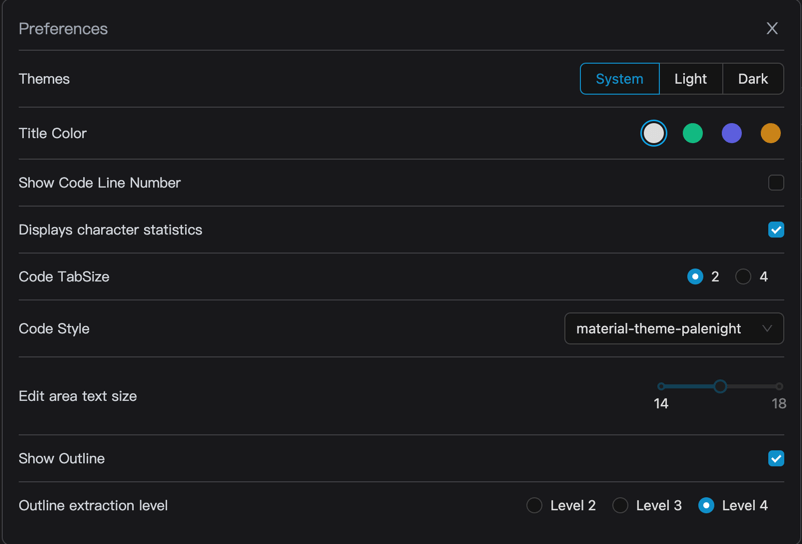 Preferences
Themes System Light Dark
Title Color
Show Code Line Number
Displays character statistics
Code TabSize 2 4
Code Style material-theme-palenight
Edit area text size
14 18
Show Outline
Outline extraction level Level 2 Level 3 Level 4